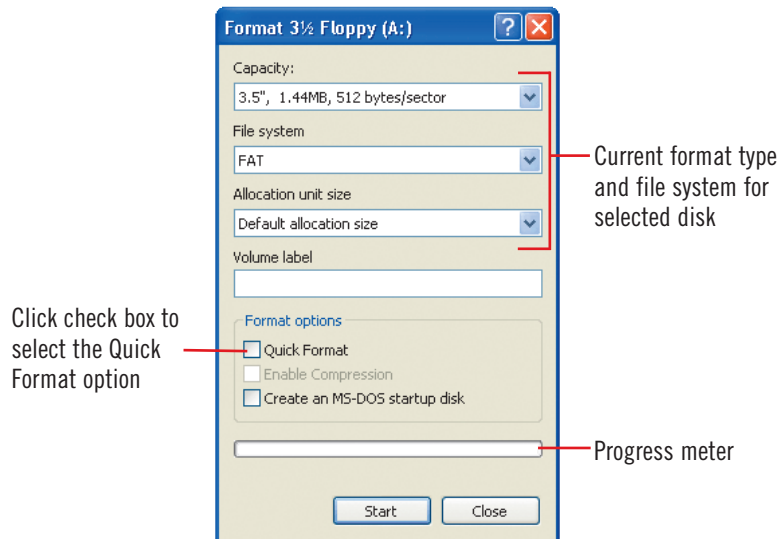 Format 3½ Floppy (A:)
Capacity:
3.5", 1.44MB, 512 bytes/sector
File system
FAT
Allocation unit size
Default allocation size
Volume label
Format options
Quick Format
Enable Compression
Create an MS-DOS startup disk
Start
Close
Current format type
and file system for
selected disk
Click check box to
select the Quick
Format option
Progress meter